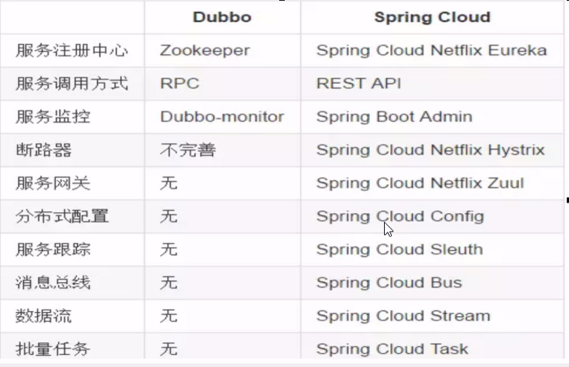 Dubbo Spring Cloud
服务注册中心 Zookeeper Spring Cloud Netflix Eureka
服务调用方式 RPC REST API
服务监控 Dubbo-monitor Spring Boot Admin
断路器 不完善 Spring Cloud Netflix Hystrix
服务网关 无 Spring Cloud Netflix Zuul
分布式配置 无 Spring Cloud Config
服务跟踪 无 Spring Cloud Sleuth
消息总线 无 Spring Cloud Bus
数据流 无 Spring Cloud Stream
批量任务 无 Spring Cloud Task